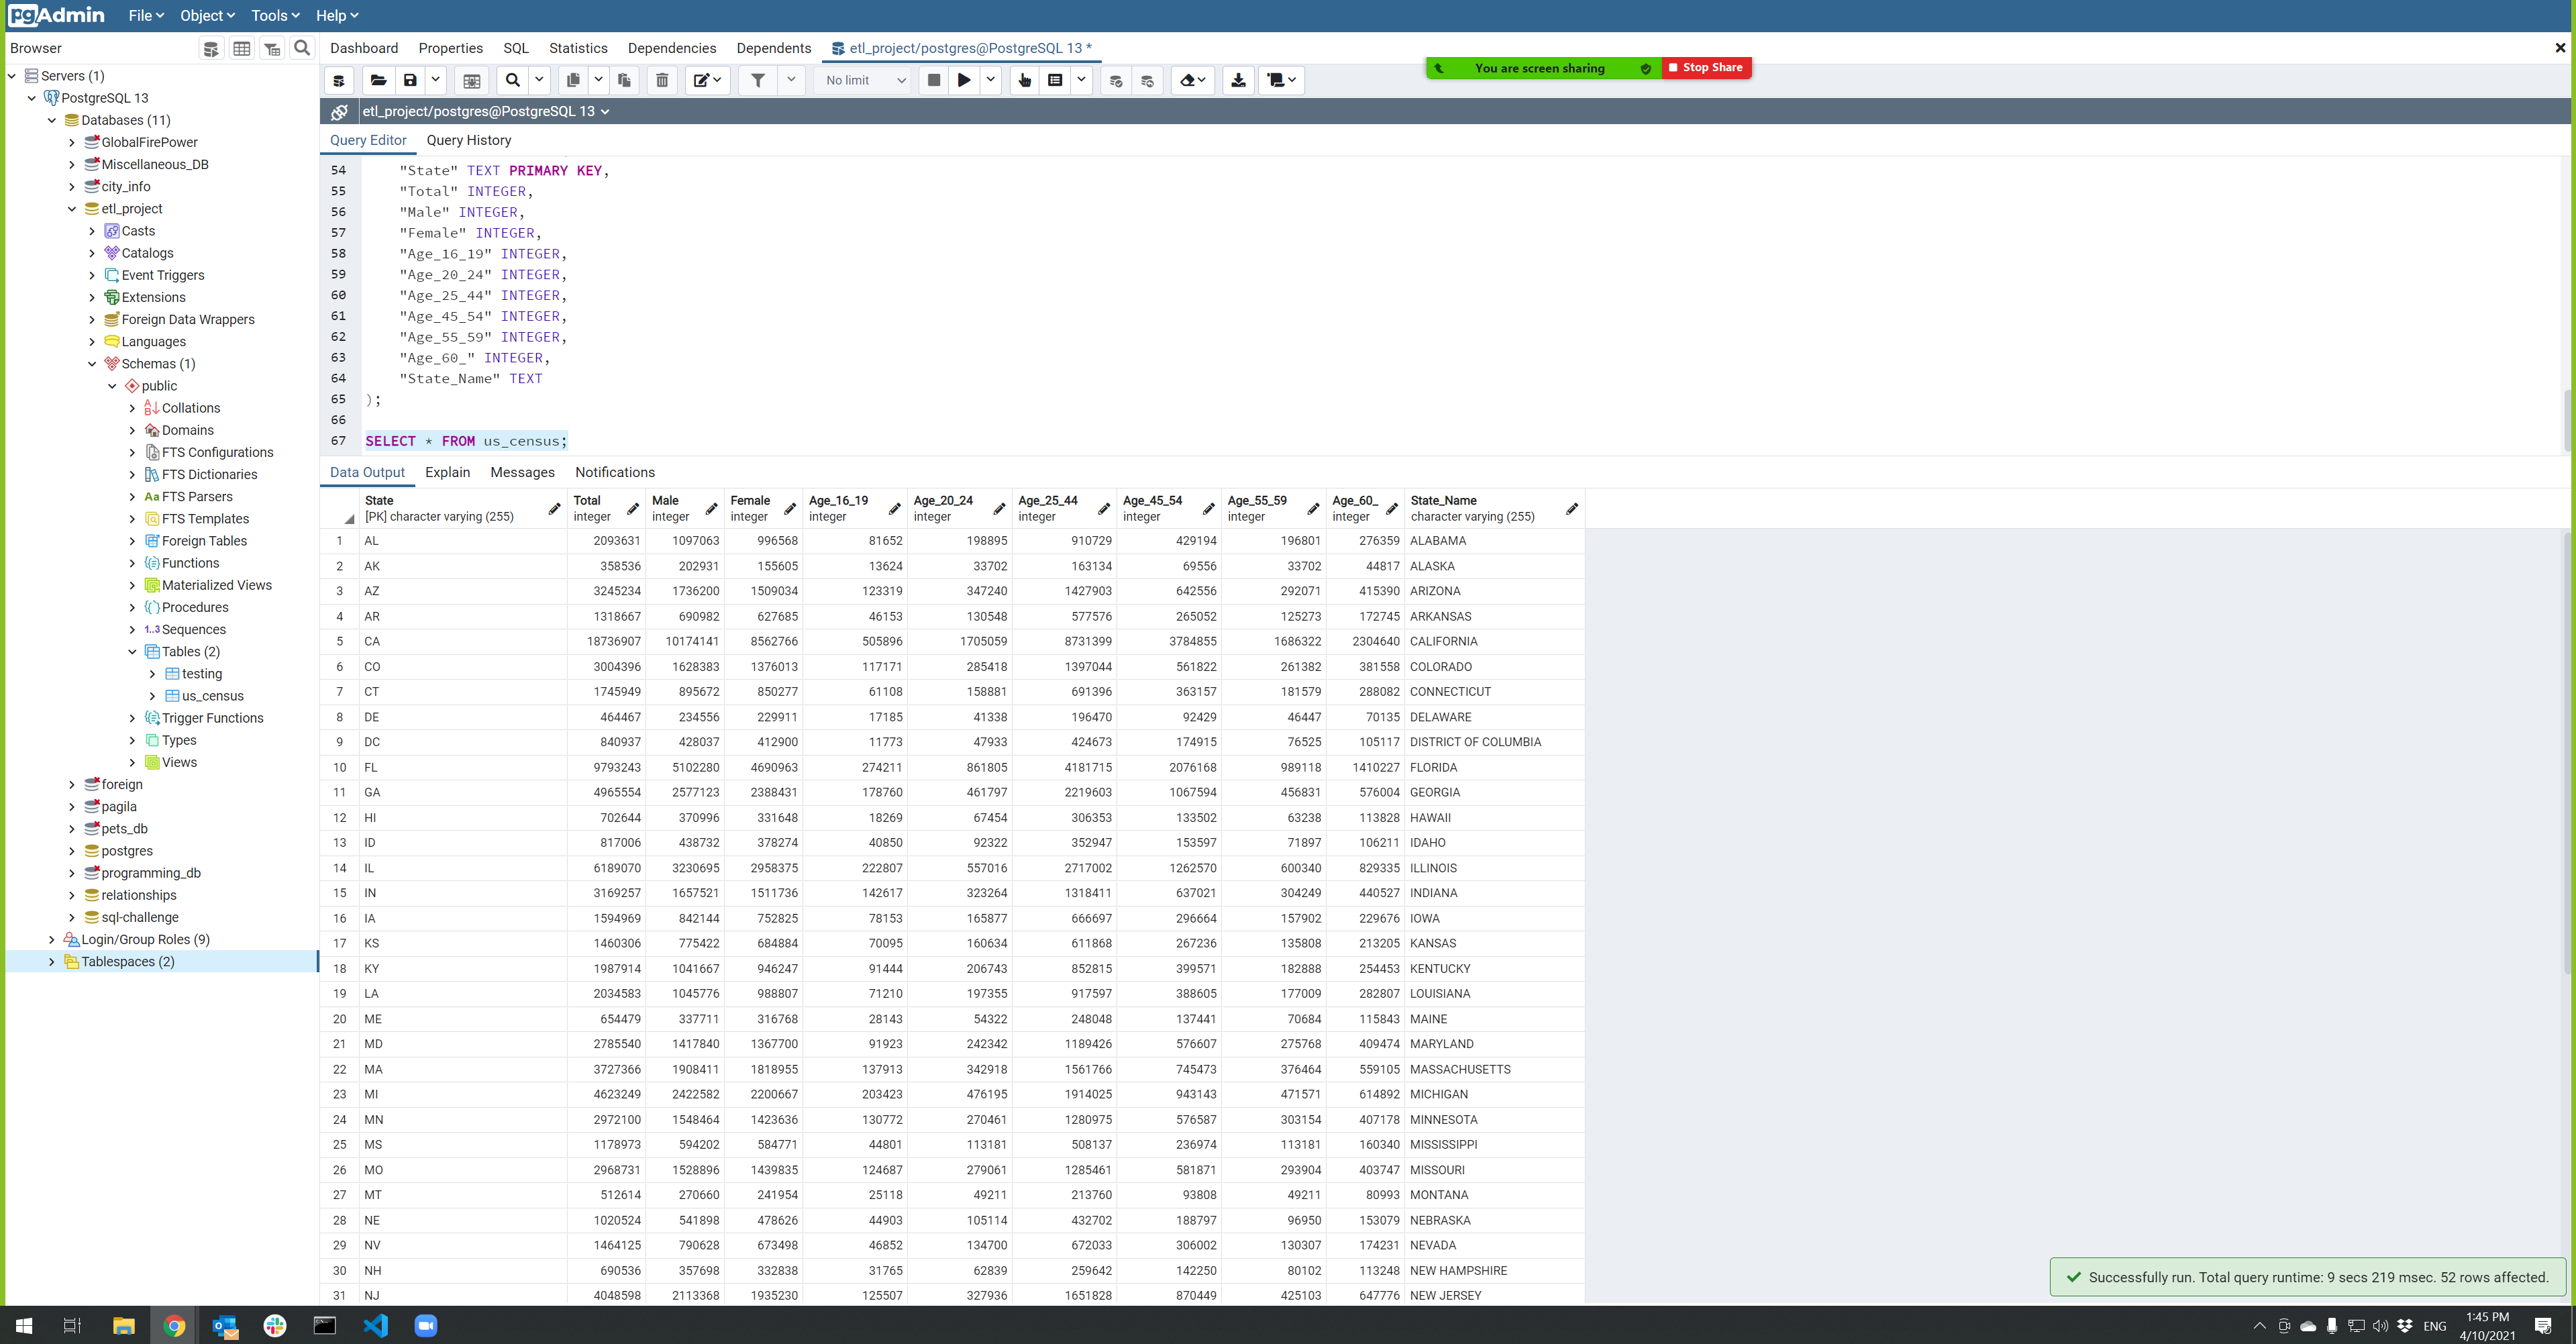 pgAdmin File Object Tools Help
Browser
Dashboard Properties SQL Statistics Dependencies Dependents etl_project/postgres@PostgreSQL 13 *
No limit
You are screen sharing Stop Share
etl_project/postgres@PostgreSQL 13
Query Editor Query History
Servers (1)
PostgreSQL 13
Databases (11)
GlobalFirePower
Miscellaneous_DB
city_info
etl_project
Casts
Catalogs
Event Triggers
Extensions
Foreign Data Wrappers
Languages
Schemas (1)
public
Collations
Domains
FTS Configurations
FTS Dictionaries
FTS Parsers
FTS Templates
Foreign Tables
Functions
Materialized Views
Procedures
Sequences
Tables (2)
testing
us_census
Trigger Functions
Types
Views
foreign
pagila
pets_db
postgres
programming_db
relationships
sql-challenge
Login/Group Roles (9)
Tablespaces (2)
54 "State" TEXT PRIMARY KEY,
55 "Total" INTEGER,
56 "Male" INTEGER,
57 "Female" INTEGER,
58 "Age_16_19" INTEGER,
59 "Age_20_24" INTEGER,
60 "Age_25_44" INTEGER,
61 "Age_45_54" INTEGER,
62 "Age_55_59" INTEGER,
63 "Age_60_" INTEGER,
64 "State_Name" TEXT
65 );
66
67 SELECT * FROM us_census;
Data Output Explain Messages Notifications
State Total Male Female Age_16_19 Age_20_24 Age_25_44 Age_45_54 Age_55_59 Age_60_ State_Name
[PK] character varying (255) integer integer integer integer integer integer integer integer integer character varying (255)
1 AL 2093631 1097063 996568 81652 198895 910729 429194 196801 276359 ALABAMA
2 AK 358536 202931 155605 13624 33702 163134 69556 33702 44817 ALASKA
3 AZ 3245234 1736200 1509034 123319 347240 1427903 642556 292071 415390 ARIZONA
4 AR 1318667 690982 627685 46153 130548 577576 265052 125273 172745 ARKANSAS
5 CA 18736907 10174141 8562766 505896 1705059 8731399 3784855 1686322 2304640 CALIFORNIA
6 CO 3004396 1628383 1376013 117171 285418 1397044 561822 261382 381558 COLORADO
7 CT 1745949 895672 850277 61108 158881 691396 363157 181579 288082 CONNECTICUT
8 DE 464467 234556 229911 17185 41338 196470 92429 46447 70135 DELAWARE
9 DC 840937 428037 412900 11773 47933 424673 174915 76525 105117 DISTRICT OF COLUMBIA
10 FL 9793243 5102280 4690963 274211 861805 4181715 2076168 989118 1410227 FLORIDA
11 GA 4965554 2577123 2388431 178760 461797 2219603 1067594 456831 576004 GEORGIA
12 HI 702644 370996 331648 18269 67454 306353 133502 63238 113828 HAWAII
13 ID 817006 438732 378274 40850 92322 352947 153597 71897 106211 IDAHO
14 IL 6189070 3230695 2958375 222807 557016 2717002 1262570 600340 829335 ILLINOIS
15 IN 3169257 1657521 1511736 142617 323264 1318411 637021 304249 440527 INDIANA
16 IA 1594969 842144 752825 78153 165877 666697 296664 157902 229676 IOWA
17 KS 1460306 775422 684884 70095 160634 611868 267236 135808 213205 KANSAS
18 KY 1987914 1041667 946247 91444 206743 852815 399571 182888 254453 KENTUCKY
19 LA 2034583 1045776 988807 71210 197355 917597 388605 177009 282807 LOUISIANA
20 ME 654479 337711 316768 28143 54322 248048 137441 70684 115843 MAINE
21 MD 2785540 1417840 1367700 91923 242342 1189426 576607 275768 409474 MARYLAND
22 MA 3727366 1908411 1818955 137913 342918 1561766 745473 376464 559105 MASSACHUSETTS
23 MI 4623249 2422582 2200667 203423 476195 1914025 943143 471571 614892 MICHIGAN
24 MN 2972100 1548464 1423636 130772 270461 1280975 576587 303154 407178 MINNESOTA
25 MS 1178973 594202 584771 44801 113181 508137 236974 113181 160340 MISSISSIPPI
26 MO 2968731 1528896 1439835 124687 279061 1285461 581871 293904 403747 MISSOURI
27 MT 512614 270660 241954 25118 49211 213760 93808 49211 80993 MONTANA
28 NE 1020524 541898 478626 44903 105114 432702 188797 96950 153079 NEBRASKA
29 NV 1464125 790628 673498 46852 134700 672033 306002 130307 174231 NEVADA
30 NH 690536 357698 332838 31765 62839 259642 142250 80102 113248 NEW HAMPSHIRE
31 NJ 4048598 2113368 1935230 125507 327936 1651828 870449 425103 647776 NEW JERSEY
Successfully run. Total query runtime: 9 secs 219 msec. 52 rows affected.
ENG 1:45 PM
4/10/2021